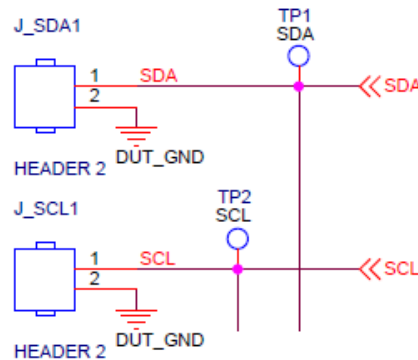 TP1
J_SDA1
SDA
1 SDA
SDA
2
DUT_GND
HEADER 2
TP2
J_SCL1
SCL
1 SCL
SCL
2
DUT_GND
HEADER 2